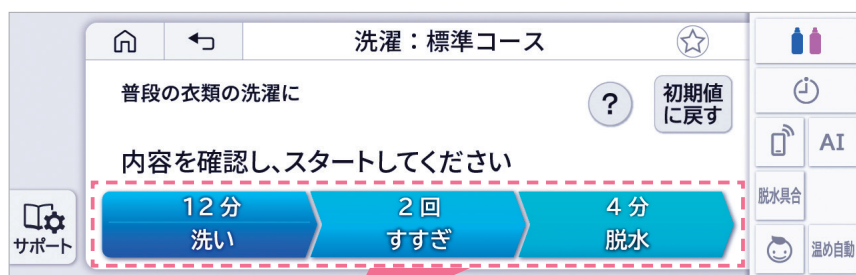 洗濯：標準コース
普段の衣類の洗濯に
?
初期値
に戻す
内容を確認し、スタートしてください
12分
洗い
2回
すすぎ
4分
脱水
サポート
AI
脱水具合
温め自動